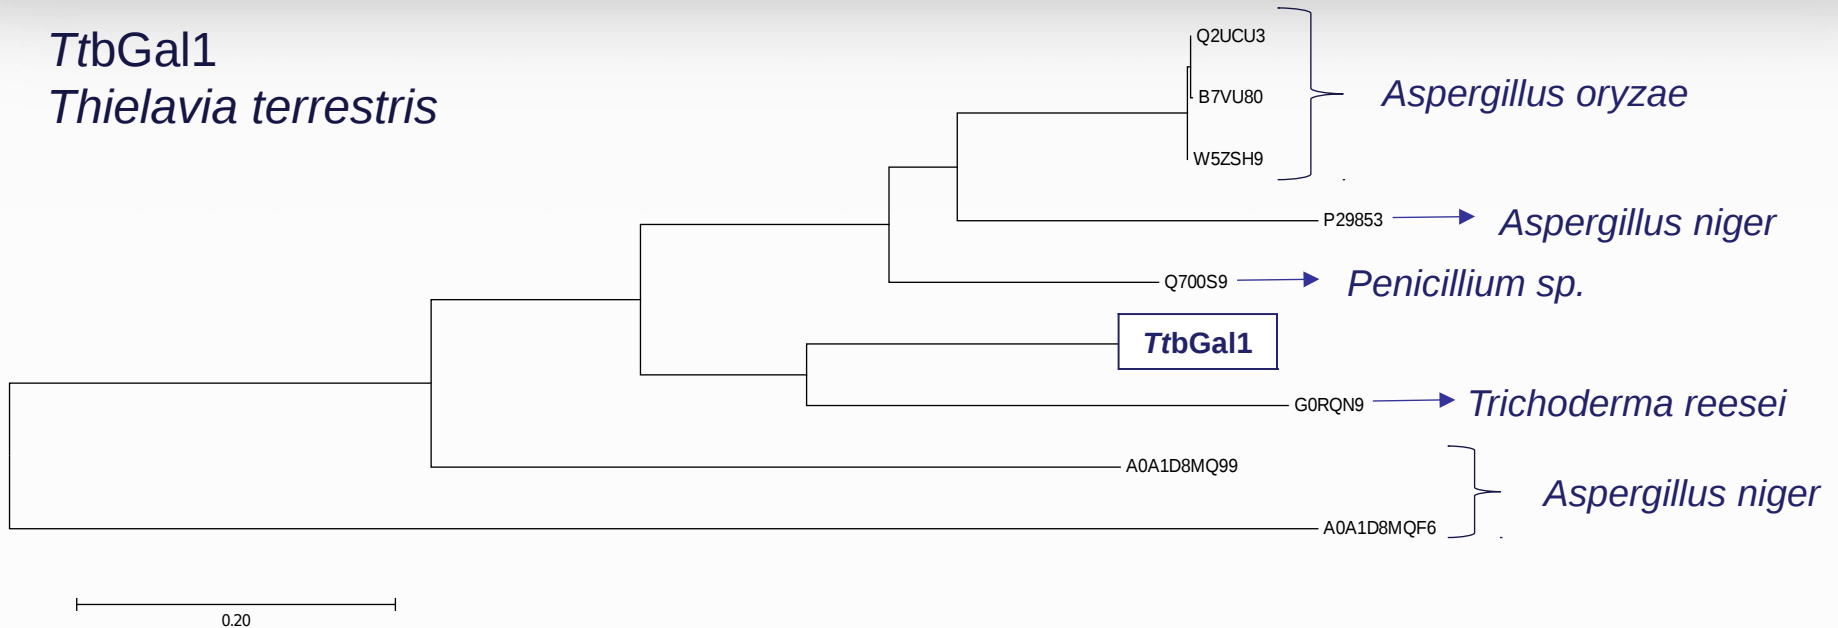 TtbGal1
Thielavia terrestris
Q2UCU3
B7VU80
Aspergillus oryzae
W5ZSH9
P29853
Aspergillus niger
Q700S9
Penicillium sp.
TtbGal1
G0RQN9
Trichoderma reesei
A0A1D8MQ99
Aspergillus niger
A0A1D8MQF6
0.20